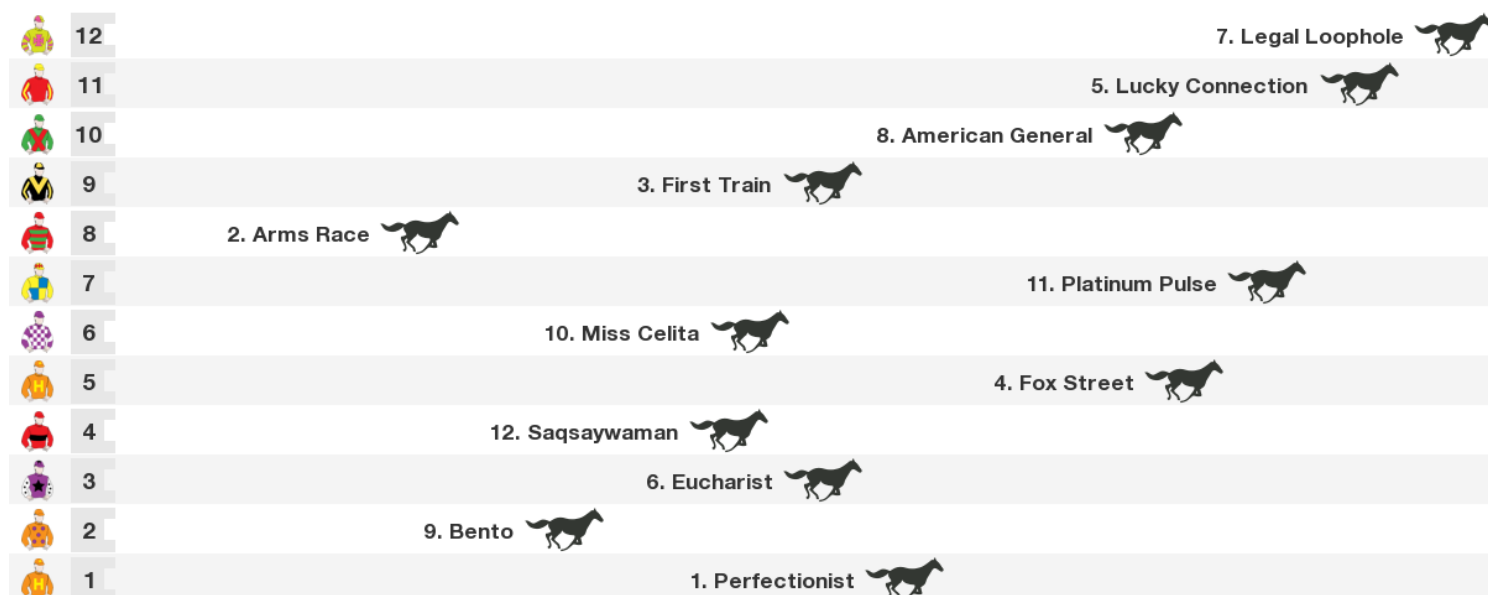 12 7. Legal Loophole
11 5. Lucky Connection
10 8. American General
9 3. First Train
8 2. Arms Race
7 11. Platinum Pulse
6 10. Miss Celita
H 5 4. Fox Street
4 12. Saqsaywaman
3 6. Eucharist
2 9. Bento
H 1 1. Perfectionist